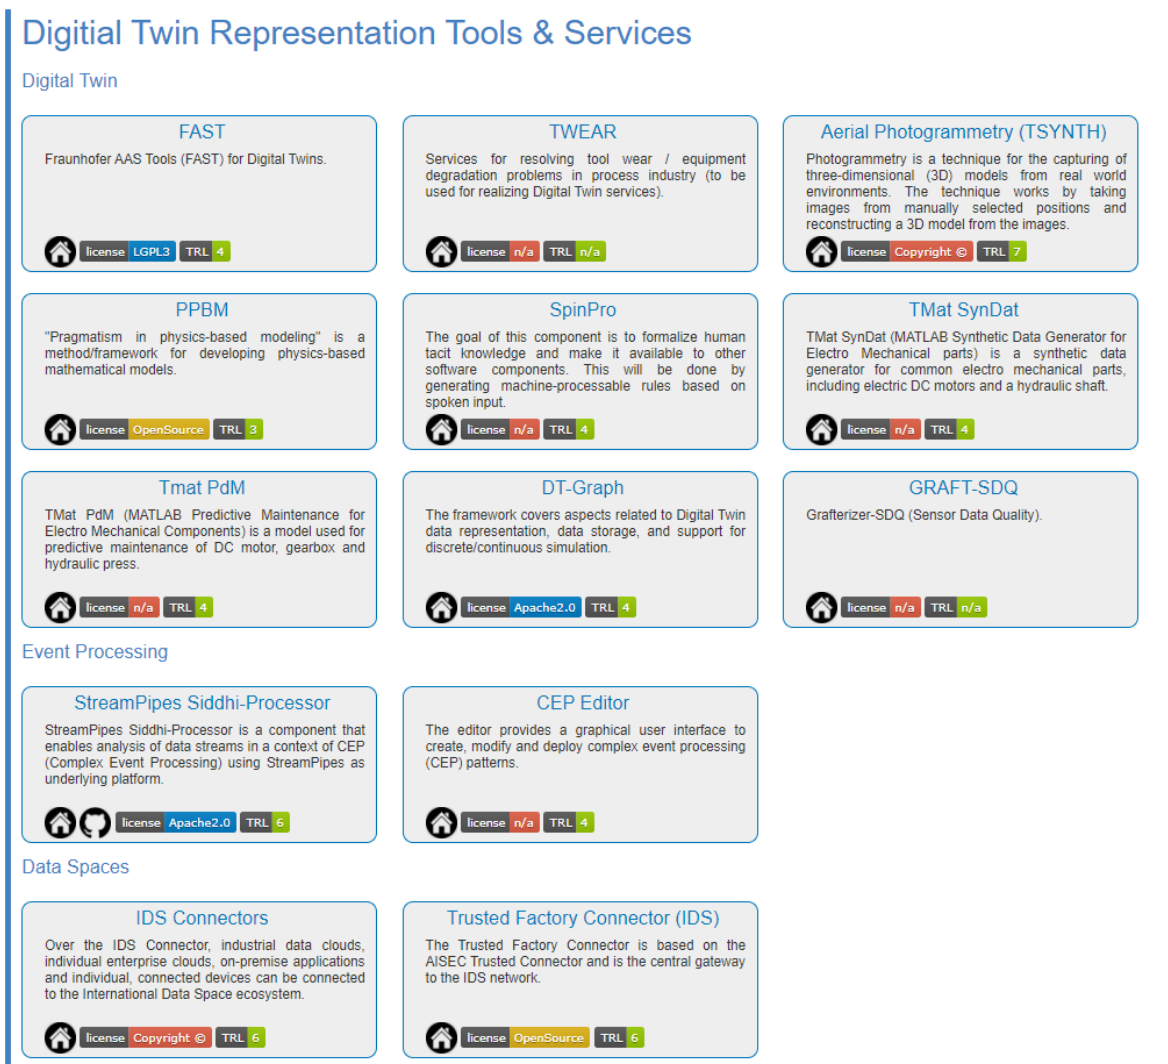 Digitial Twin Representation Tools & Services
Digital Twin
FAST
Fraunhofer AAS Tools (FAST) for Digital Twins.
license LGPL3 TRL 4
TWEAR
Services for resolving tool wear / equipment
degradation problems in process industry (to be
used for realizing Digital Twin services).
license n/a TRL n/a
Aerial Photogrammetry (TSYNTH)
Photogrammetry is a technique for the capturing of
three-dimensional (3D) models from real world
environments. The technique works by taking
images from manually selected positions and
reconstructing a 3D model from the images.
license Copyright © TRL 7
PPBM
"Pragmatism in physics-based modeling" is a
method/framework for developing physics-based
mathematical models.
license OpenSource TRL 3
SpinPro
The goal of this component is to formalize human
tacit knowledge and make it available to other
software components. This will be done by
generating machine-processable rules based on
spoken input.
license n/a TRL 4
TMat SynDat
TMat SynDat (MATLAB Synthetic Data Generator for
Electro Mechanical parts) is a synthetic data
generator for common electro mechanical parts,
including electric DC motors and a hydraulic shaft.
license n/a TRL 4
Tmat PdM
TMat PdM (MATLAB Predictive Maintenance for
Electro Mechanical Components) is a model used for
predictive maintenance of DC motor, gearbox and
hydraulic press.
license n/a TRL 4
DT-Graph
The framework covers aspects related to Digital Twin
data representation, data storage, and support for
discrete/continuous simulation.
license Apache2.0 TRL 4
GRAFT-SDQ
Grafterizer-SDQ (Sensor Data Quality).
license n/a TRL n/a
Event Processing
StreamPipes Siddhi-Processor
StreamPipes Siddhi-Processor is a component that
enables analysis of data streams in a context of CEP
(Complex Event Processing) using StreamPipes as
underlying platform.
license Apache2.0 TRL 6
CEP Editor
The editor provides a graphical user interface to
create, modify and deploy complex event processing
(CEP) patterns.
license n/a TRL 4
Data Spaces
IDS Connectors
Over the IDS Connector, industrial data clouds,
individual enterprise clouds, on-premise applications
and individual, connected devices can be connected
to the International Data Space ecosystem.
license Copyright © TRL 6
Trusted Factory Connector (IDS)
The Trusted Factory Connector is based on the
AISEC Trusted Connector and is the central gateway
to the IDS network.
license OpenSource TRL 6